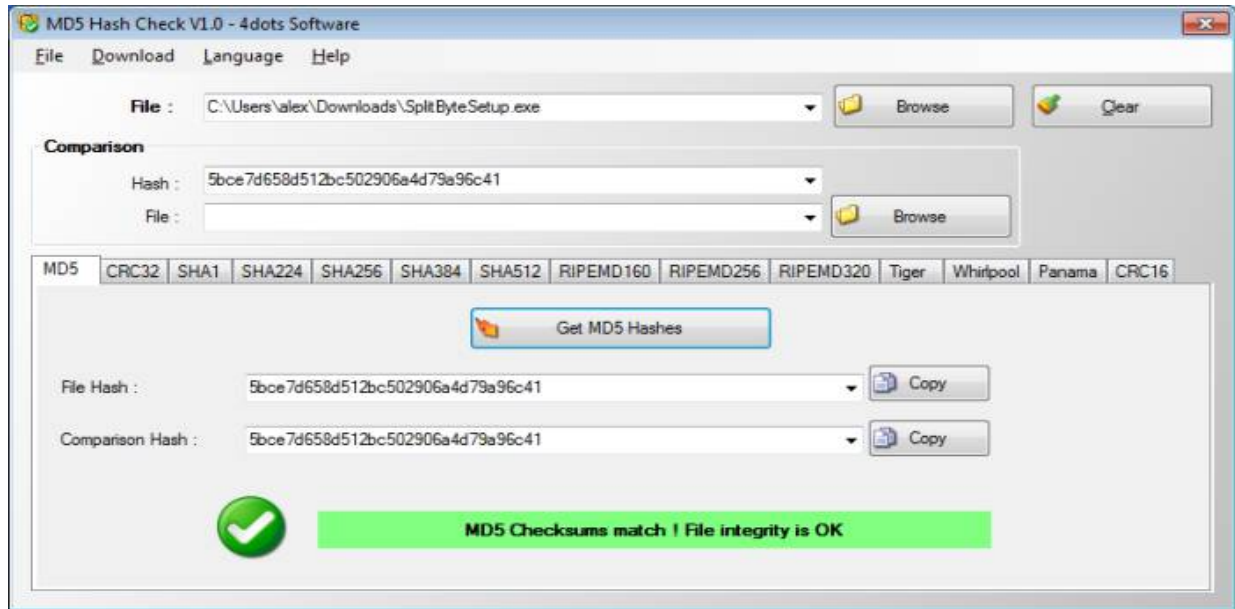 MD5 Hash Check V1.0 - 4dots Software
File Download Language Help
File : C:\Users\alex\Downloads\SplitByteSetup.exe Browse Clear
Comparison
Hash : 5bce7d658d512bc502906a4d79a96c41
File : Browse
MD5 CRC32 SHA1 SHA224 SHA256 SHA384 SHA512 RIPEMD160 RIPEMD256 RIPEMD320 Tiger Whirlpool Panama CRC16
Get MD5 Hashes
File Hash : 5bce7d658d512bc502906a4d79a96c41 Copy
Comparison Hash : 5bce7d658d512bc502906a4d79a96c41 Copy
MD5 Checksums match ! File integrity is OK